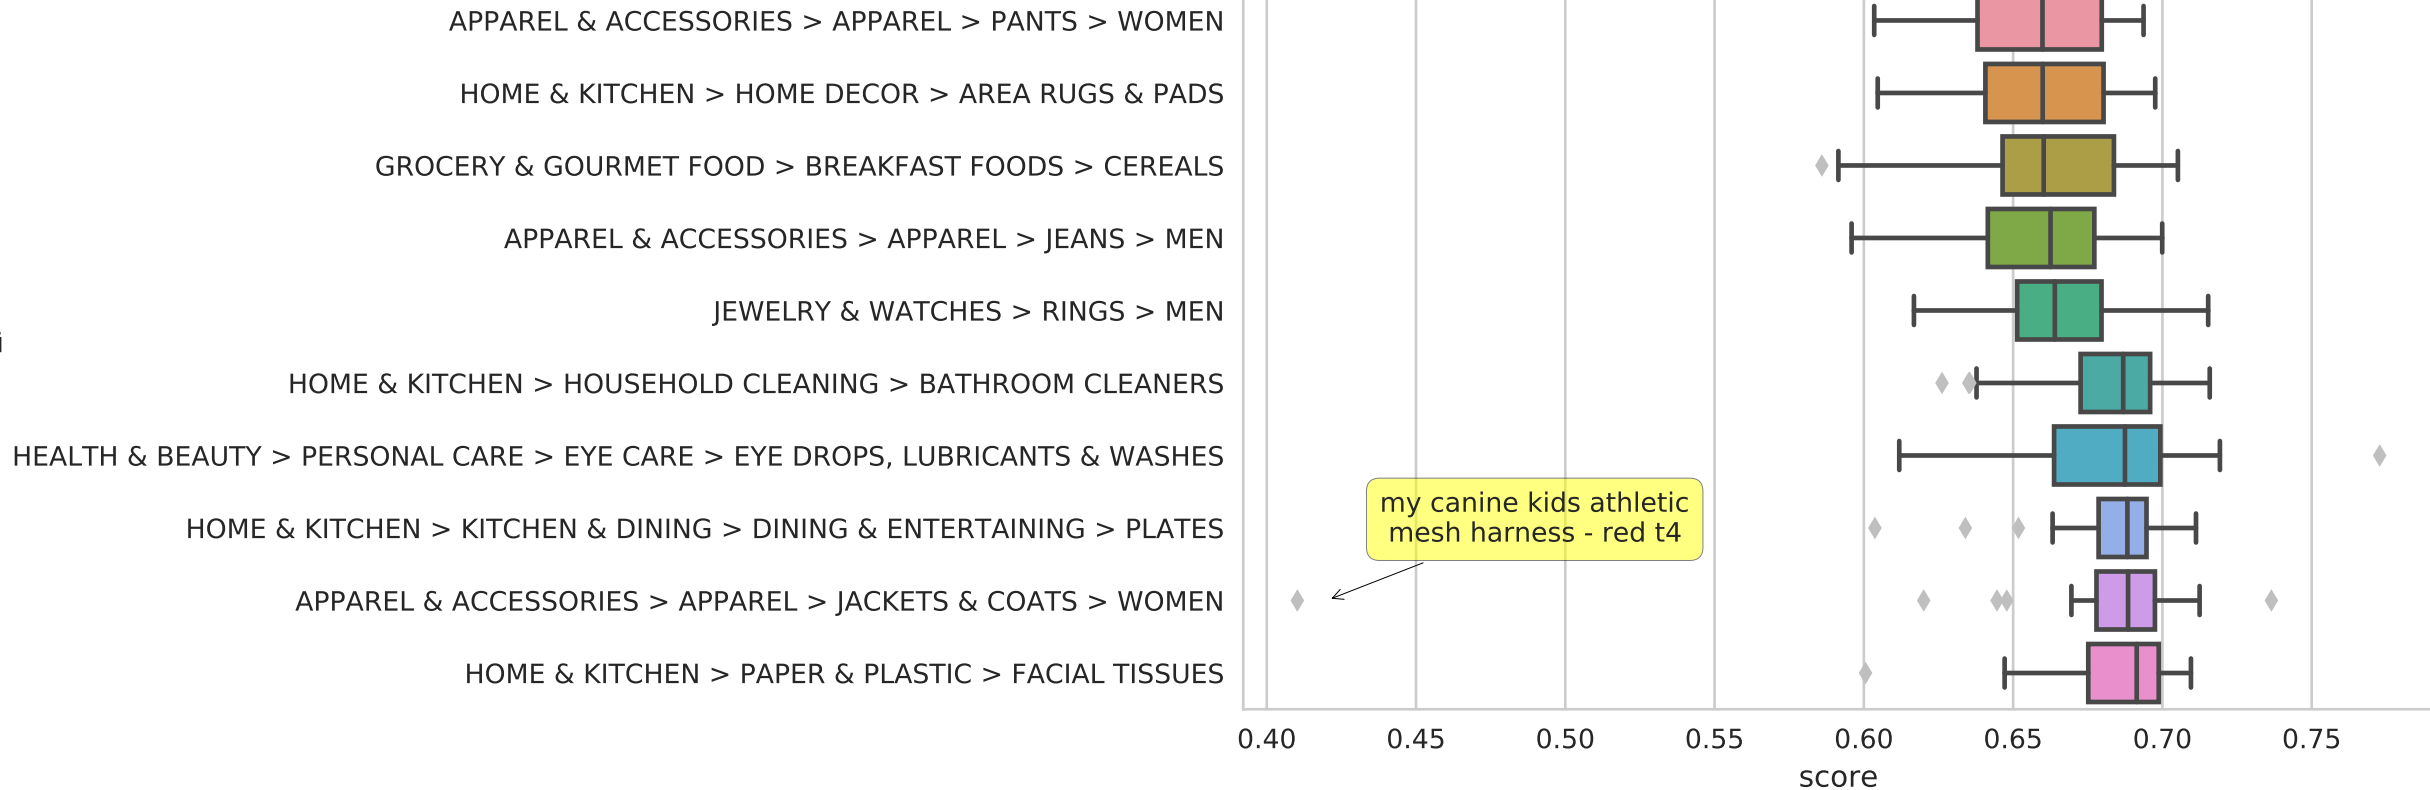 APPAREL & ACCESSORIES > APPAREL > PANTS > WOMEN
HOME & KITCHEN > HOME DECOR > AREA RUGS & PADS
GROCERY & GOURMET FOOD > BREAKFAST FOODS > CEREALS
APPAREL & ACCESSORIES > APPAREL > JEANS > MEN
JEWELRY & WATCHES > RINGS > MEN
HOME & KITCHEN > HOUSEHOLD CLEANING > BATHROOM CLEANERS
HEALTH & BEAUTY > PERSONAL CARE > EYE CARE > EYE DROPS, LUBRICANTS & WASHES
HOME & KITCHEN > KITCHEN & DINING > DINING & ENTERTAINING > PLATES
APPAREL & ACCESSORIES > APPAREL > JACKETS & COATS > WOMEN
HOME & KITCHEN > PAPER & PLASTIC > FACIAL TISSUES
my canine kids athletic
mesh harness - red t4
0.40 0.45 0.50 0.55 0.60 0.65 0.70 0.75
score